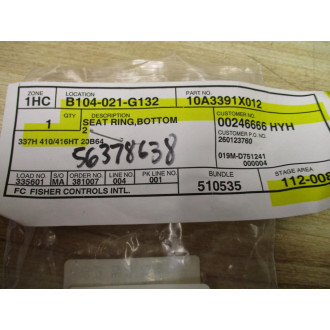 ZONE LOCATION PART NO.
1HC B104-021-G132 10A3391X012
QTY DESCRIPTION CUSTOMER NO.
1 SEAT RING,BOTTOM 00246666 HYH
2 CUSTOMER P.O. NO.
337H 410/416HT 23B64 260123760
56378638 019M-D751241
000004
LOAD NO. S/O ORDER NO. LINE NO PK LINE NO. BUNDLE STAGE AREA
335601 MA 381007 004 001 510535 112-008
FC FISHER CONTROLS INTL.